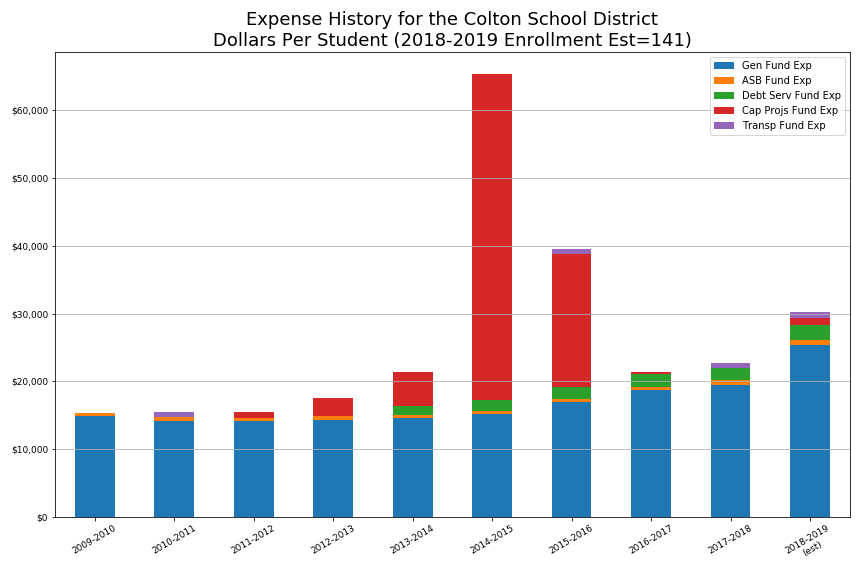 Expense History for the Colton School District
Dollars Per Student (2018-2019 Enrollment Est=141)
Gen Fund Exp
ASB Fund Exp
Debt Serv Fund Exp
Cap Projs Fund Exp
Transp Fund Exp
$60,000
$50,000
$40,000
$30,000
$20,000
$10,000
$0
2009-2010
2010-2011
2011-2012
2012-2013
2013-2014
2014-2015
2015-2016
2016-2017
2017-2018
2018-2019
(est)